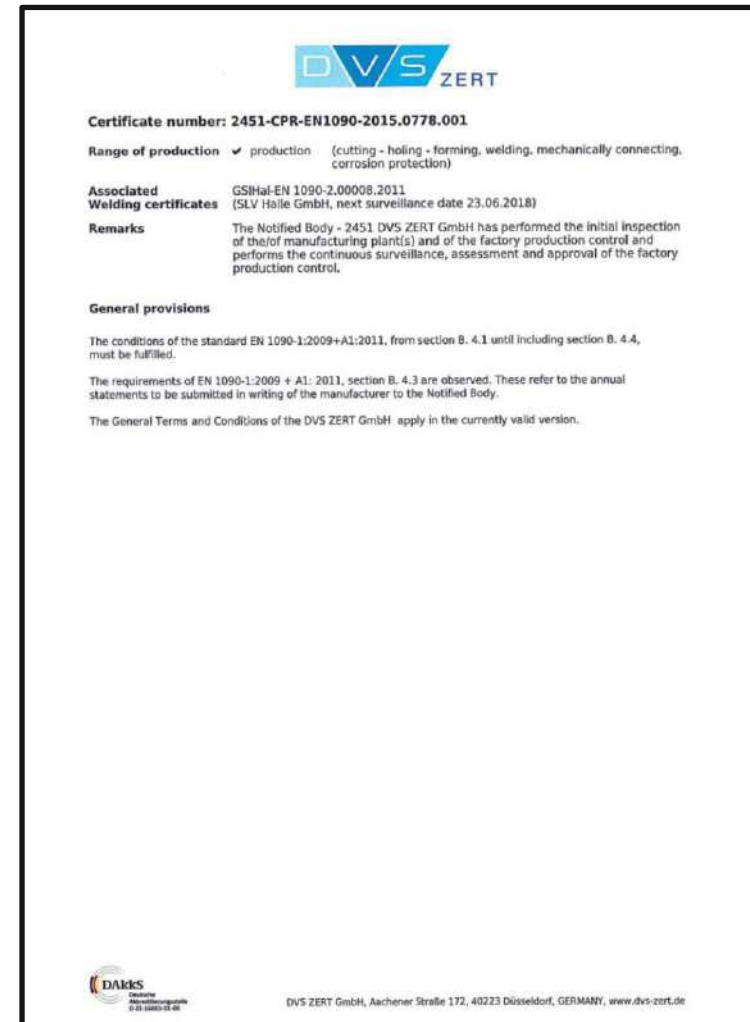 DVS ZERT
Certificate number: 2451-CPR-EN1090-2015.0778.001
Range of production ✔ production (cutting - holing - forming, welding, mechanically connecting,
corrosion protection)
Associated GSIHal-EN 1090-2.00008.2011
Welding certificates (SLV Halle GmbH, next surveillance date 23.06.2018)
Remarks The Notified Body - 2451 DVS ZERT GmbH has performed the initial inspection
of the/of manufacturing plant(s) and of the factory production control and
performs the continuous surveillance, assessment and approval of the factory
production control.
General provisions
The conditions of the standard EN 1090-1:2009+A1:2011, from section B. 4.1 until including section B. 4.4,
must be fulfilled.
The requirements of EN 1090-1:2009 + A1: 2011, section B. 4.3 are observed. These refer to the annual
statements to be submitted in writing of the manufacturer to the Notified Body.
The General Terms and Conditions of the DVS ZERT GmbH apply in the currently valid version.
DAkkS
Deutsche
Akkreditierungsstelle
DVS ZERT GmbH, Aachener Straße 172, 40223 Düsseldorf, GERMANY, www.dvs-zert.de